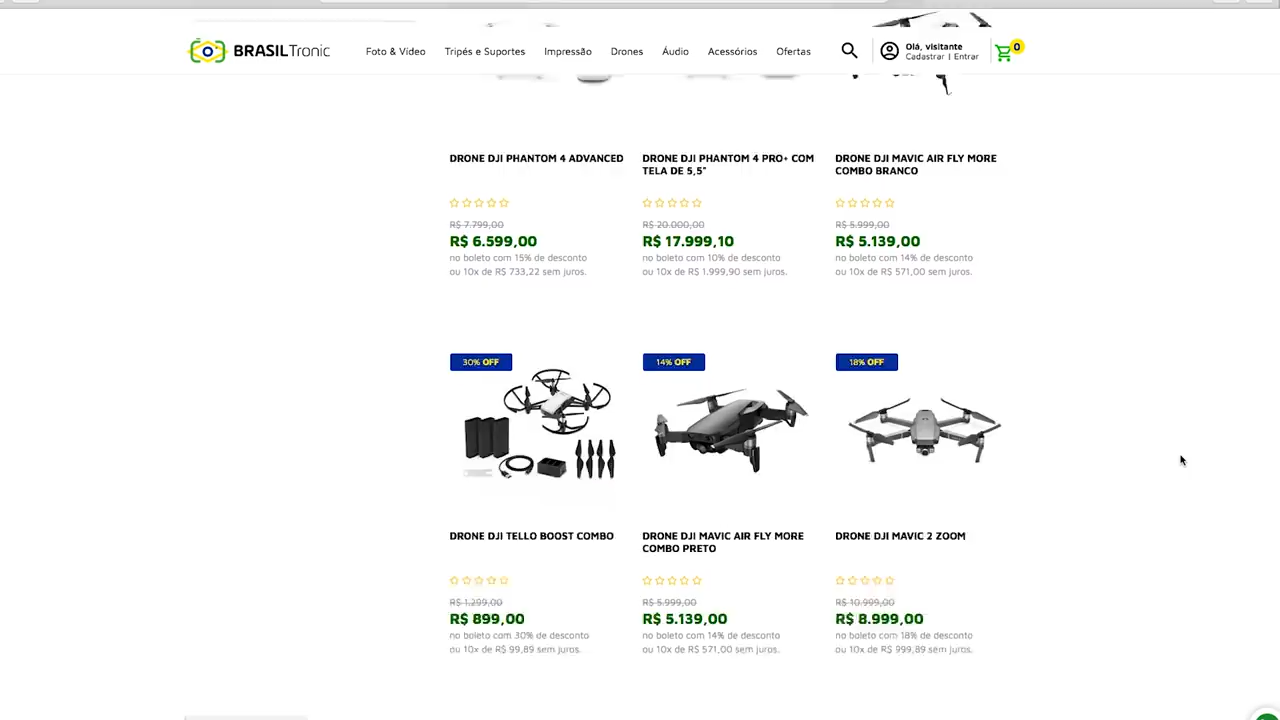 BRASILTronic
Foto & Video Tripés e Suportes Impressão Drones Áudio Acessórios Ofertas
Olá, visitante
Cadastrar | Entrar
0
DRONE DJI PHANTOM 4 ADVANCED
R$ 7.799,00
R$ 6.599,00
no boleto com 15% de desconto
ou 10x de R$ 733,22 sem juros.
DRONE DJI PHANTOM 4 PRO+ COM
TELA DE 5,5"
R$ 20.000,00
R$ 17.999,10
no boleto com 10% de desconto
ou 10x de R$ 1.999,90 sem juros.
DRONE DJI MAVIC AIR FLY MORE
COMBO BRANCO
R$ 5.999,00
R$ 5.139,00
no boleto com 14% de desconto
ou 10x de R$ 571,00 sem juros.
30% OFF
DRONE DJI TELLO BOOST COMBO
R$ 1.299,00
R$ 899,00
no boleto com 30% de desconto
ou 10x de R$ 99,89 sem juros.
14% OFF
DRONE DJI MAVIC AIR FLY MORE
COMBO PRETO
R$ 5.999,00
R$ 5.139,00
no boleto com 14% de desconto
ou 10x de R$ 571,00 sem juros.
18% OFF
DRONE DJI MAVIC 2 ZOOM
R$ 10.999,00
R$ 8.999,00
no boleto com 18% de desconto
ou 10x de R$ 999,89 sem juros.